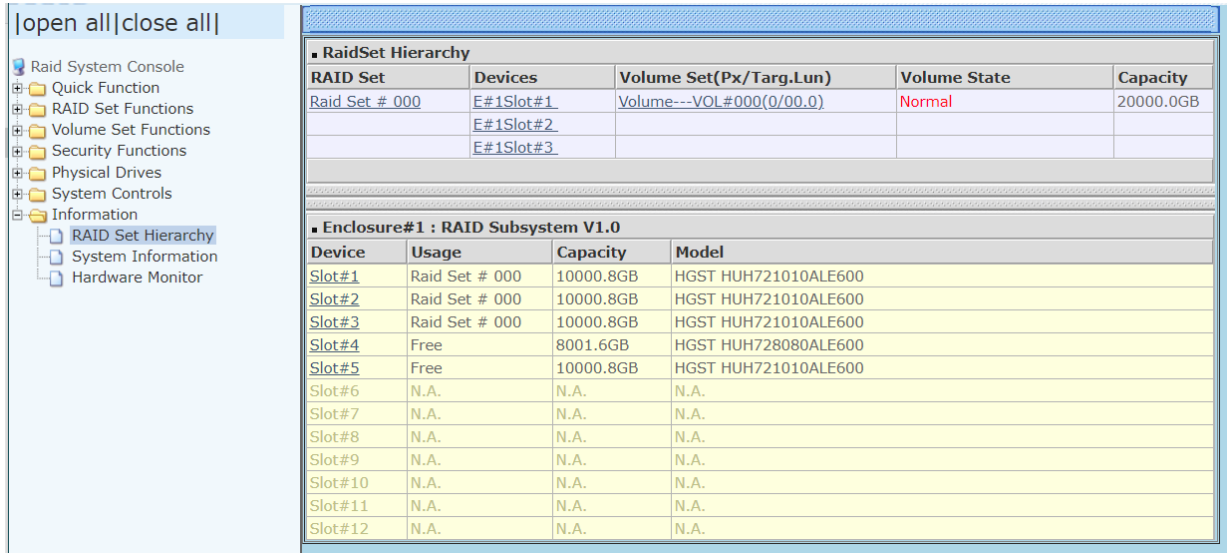 |open all|close all|
Raid System Console
Quick Function
RAID Set Functions
Volume Set Functions
Security Functions
Physical Drives
System Controls
Information
RAID Set Hierarchy
System Information
Hardware Monitor
RaidSet Hierarchy
RAID Set Devices Volume Set(Px/Targ.Lun) Volume State Capacity
Raid Set # 000 E#1Slot#1 Volume---VOL#000(0/00.0) Normal 20000.0GB
E#1Slot#2
E#1Slot#3
Enclosure#1 : RAID Subsystem V1.0
Device Usage Capacity Model
Slot#1 Raid Set # 000 10000.8GB HGST HUH721010ALE600
Slot#2 Raid Set # 000 10000.8GB HGST HUH721010ALE600
Slot#3 Raid Set # 000 10000.8GB HGST HUH721010ALE600
Slot#4 Free 8001.6GB HGST HUH728080ALE600
Slot#5 Free 10000.8GB HGST HUH721010ALE600
Slot#6 N.A. N.A. N.A.
Slot#7 N.A. N.A. N.A.
Slot#8 N.A. N.A. N.A.
Slot#9 N.A. N.A. N.A.
Slot#10 N.A. N.A. N.A.
Slot#11 N.A. N.A. N.A.
Slot#12 N.A. N.A. N.A.